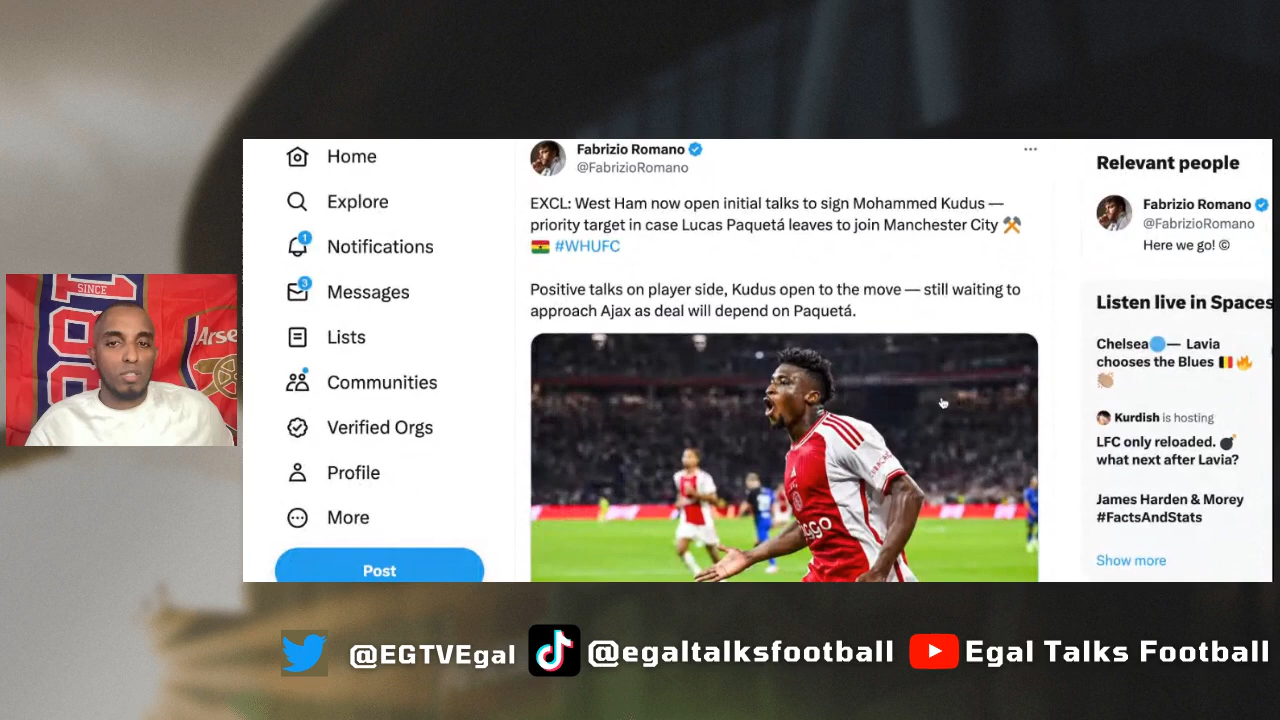 Home
Explore
1
Notifications
3
Messages
Lists
Communities
Verified Orgs
Profile
More
Post
Fabrizio Romano
@FabrizioRomano
EXCL: West Ham now open initial talks to sign Mohammed Kudus —
priority target in case Lucas Paquetá leaves to join Manchester City ⚒️
🇬🇭 #WHUFC
Positive talks on player side, Kudus open to the move — still waiting to
approach Ajax as deal will depend on Paquetá.
Relevant people
Fabrizio Romano
@FabrizioRomano
Here we go! ©
Listen live in Spaces
Chelsea🔵— Lavia
chooses the Blues 🇧🇪🔥
👏🏼
Kurdish is hosting
LFC only reloaded. 💣
what next after Lavia?
James Harden & Morey
#FactsAndStats
Show more
SINCE
Arse
@EGTVEgal
@egaltalksfootball
Egal Talks Football